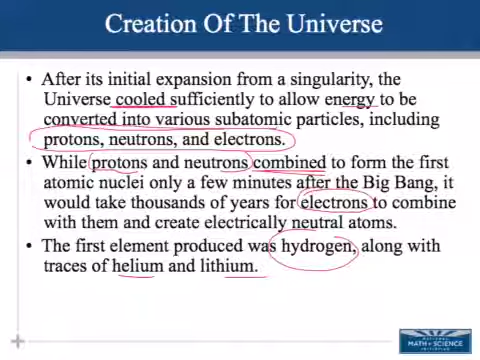 Creation Of The Universe
• After its initial expansion from a singularity, the
Universe cooled sufficiently to allow energy to be
converted into various subatomic particles, including
protons, neutrons, and electrons.
• While protons and neutrons combined to form the first
atomic nuclei only a few minutes after the Big Bang, it
would take thousands of years for electrons to combine
with them and create electrically neutral atoms.
• The first element produced was hydrogen, along with
traces of helium and lithium.
NATIONAL
MATH + SCIENCE
INITIATIVE